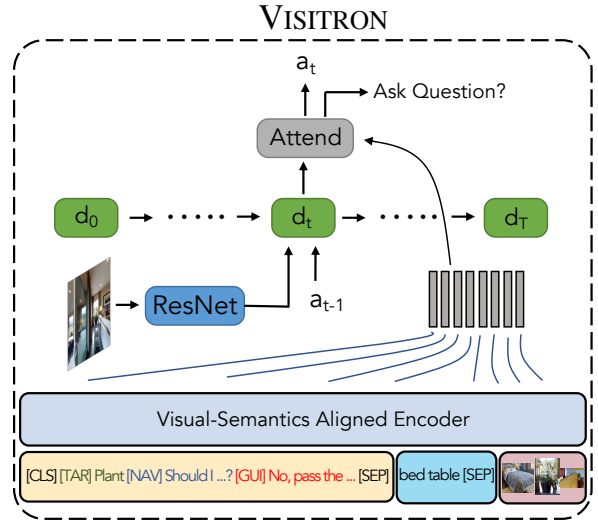 VISITRON
a_t
Ask Question?
Attend
d_0
d_t
d_T
ResNet
a_{t-1}
Visual-Semantics Aligned Encoder
[CLS] [TAR] Plant [NAV] Should I ...? [GUI] No, pass the ... [SEP]
bed table [SEP]